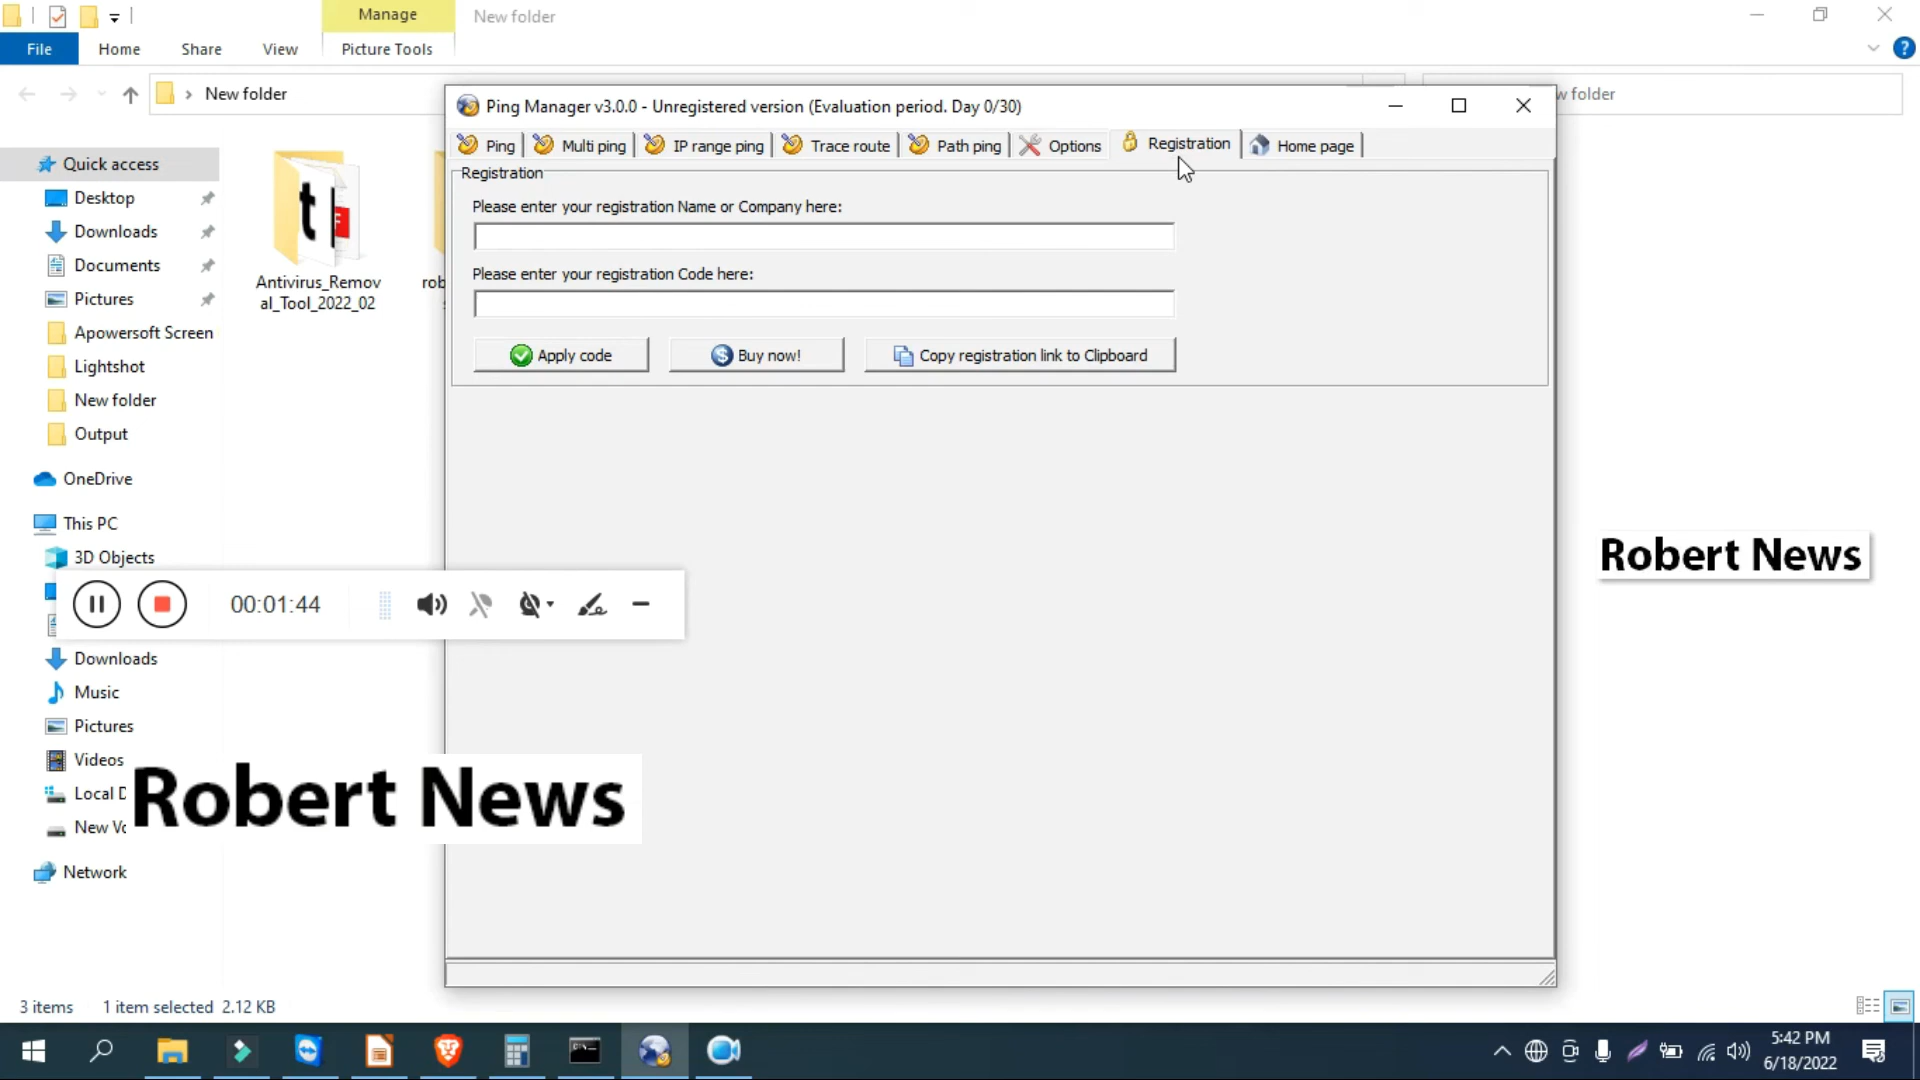 Manage
New folder
File
Home
Share
View
Picture Tools
New folder
w folder
Ping Manager v3.0.0 - Unregistered version (Evaluation period. Day 0/30)
Ping
Multi ping
IP range ping
Trace route
Path ping
Options
Registration
Home page
Registration
Please enter your registration Name or Company here:
Please enter your registration Code here:
Apply code
Buy now!
Copy registration link to Clipboard
Quick access
Desktop
Downloads
Documents
Pictures
Apowersoft Screen
Lightshot
New folder
Output
OneDrive
This PC
3D Objects
Downloads
Music
Pictures
Videos
Local D
New Vo
Network
Antivirus_Remov
al_Tool_2022_02
rob
00:01:44
Robert News
Robert News
3 items
1 item selected 2.12 KB
5:42 PM
6/18/2022